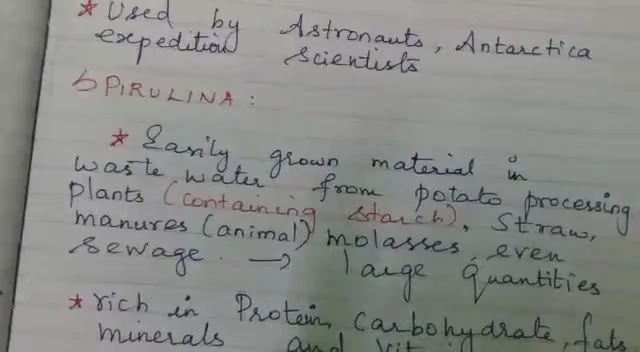 * Used by Astronauts, Antarctica
expedition scientists
SPIRULINA :
* Easily grown material in
waste water from potato processing
plants (containing starch), straw,
manures (animal) molasses, even
sewage. → large quantities
* rich in Protein, Carbohydrate, fats
minerals and